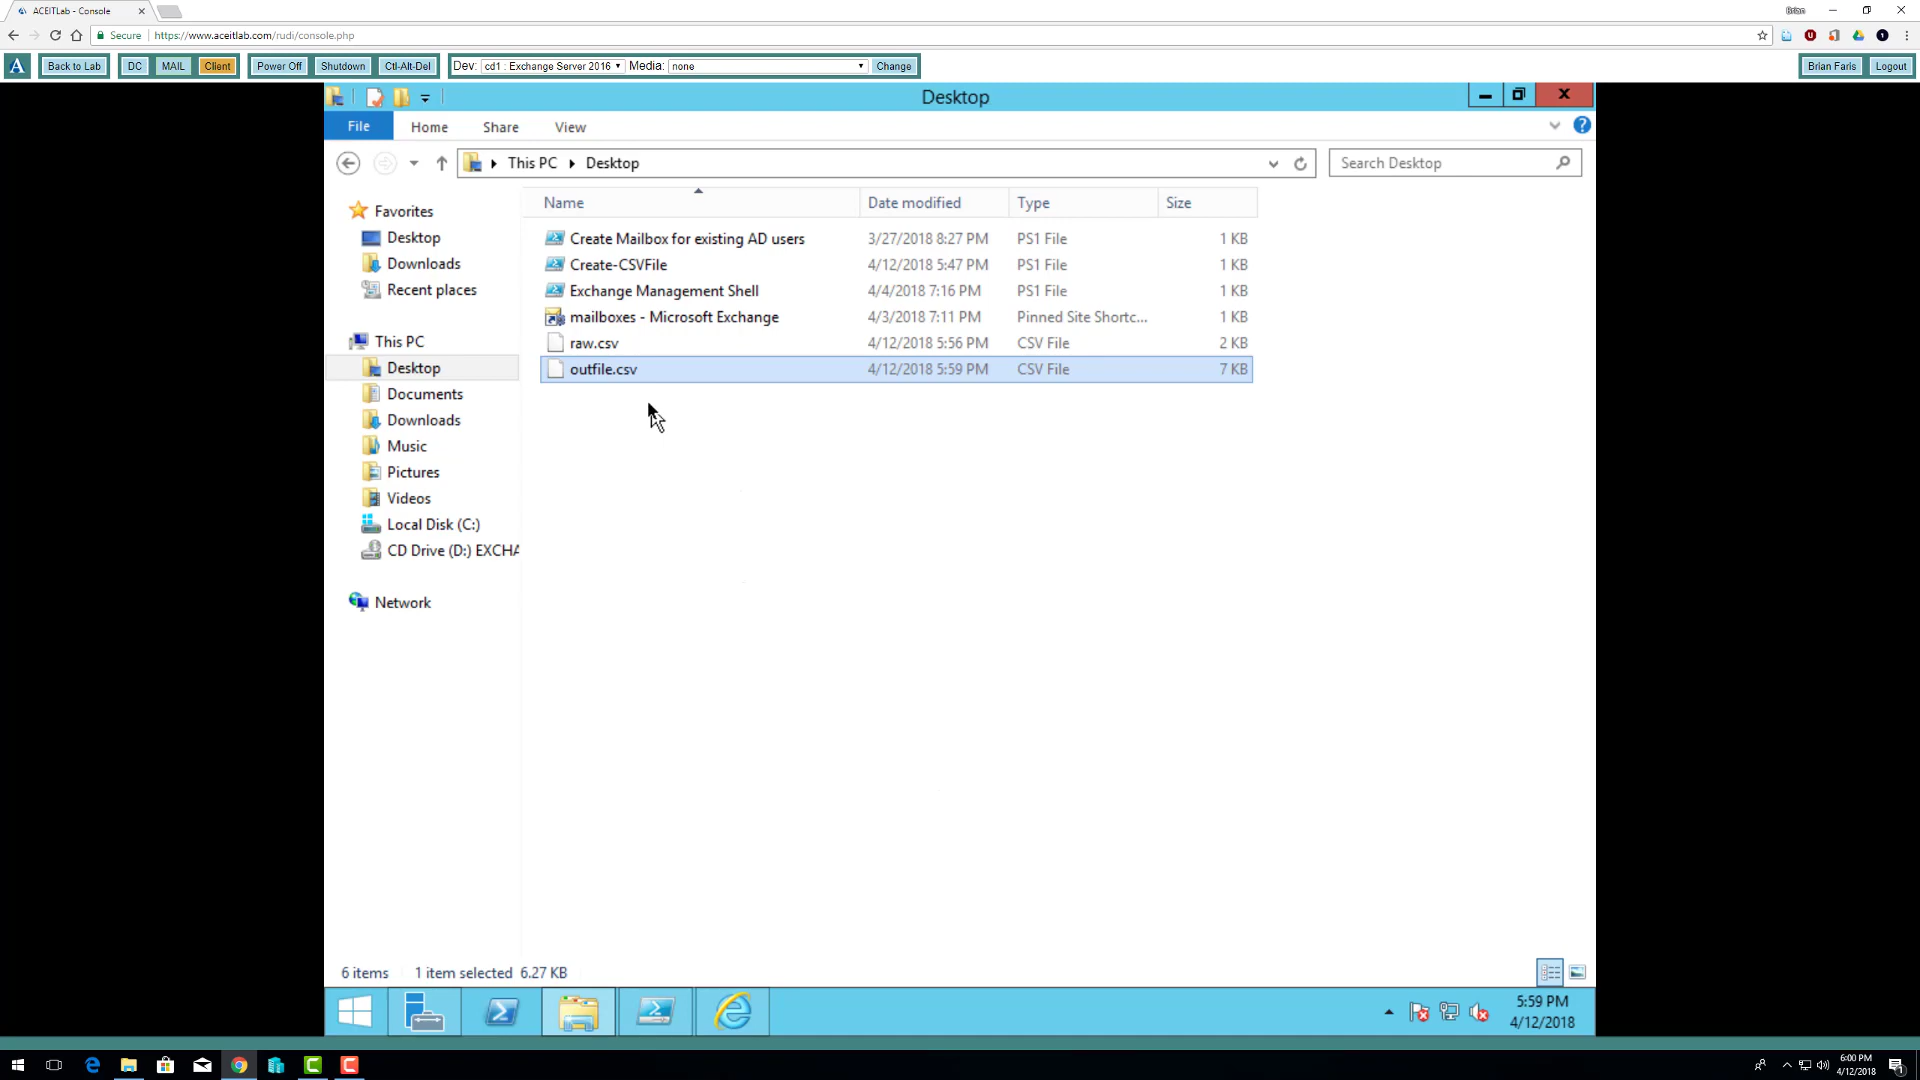 ACEITLab - Console
Brian
Secure https://www.aceitlab.com/rudi/console.php
Back to Lab DC MAIL Client Power Off Shutdown Ctl-Alt-Del Dev: cd1 : Exchange Server 2016 Media: none Change Brian Faris Logout
Desktop
File Home Share View
This PC Desktop Search Desktop
Name Date modified Type Size
Favorites
Desktop
Downloads
Recent places
This PC
Desktop
Documents
Downloads
Music
Pictures
Videos
Local Disk (C:)
CD Drive (D:) EXCHA
Network
Create Mailbox for existing AD users 3/27/2018 8:27 PM PS1 File 1 KB
Create-CSVFile 4/12/2018 5:47 PM PS1 File 1 KB
Exchange Management Shell 4/4/2018 7:16 PM PS1 File 1 KB
mailboxes - Microsoft Exchange 4/3/2018 7:11 PM Pinned Site Shortc... 1 KB
raw.csv 4/12/2018 5:56 PM CSV File 2 KB
outfile.csv 4/12/2018 5:59 PM CSV File 7 KB
6 items 1 item selected 6.27 KB
5:59 PM
4/12/2018
6:00 PM
4/12/2018